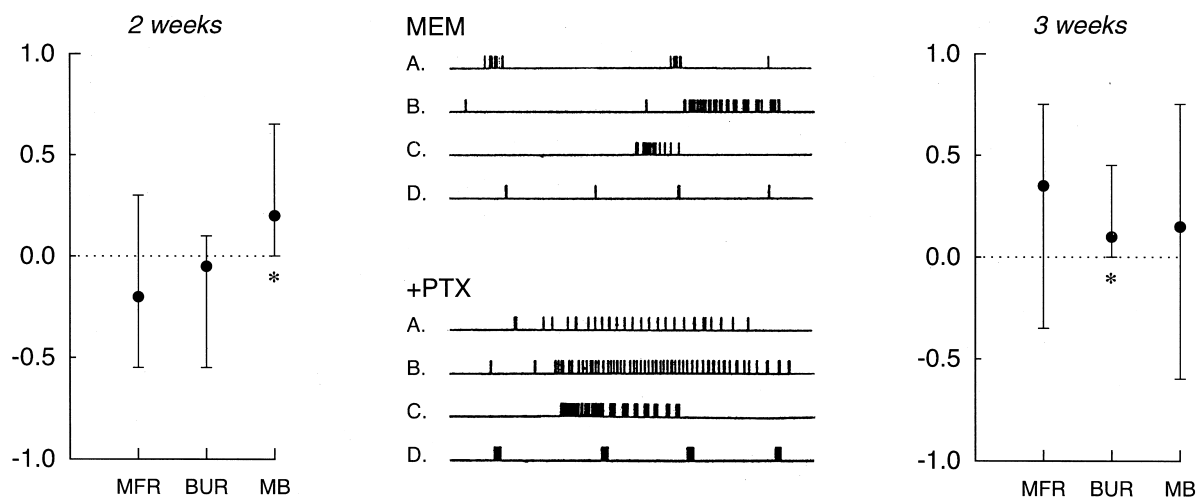 2 weeks
1.0
0.5
0.0
-0.5
-1.0
*
MFR BUR MB
MEM
A.
B.
C.
D.
+PTX
A.
B.
C.
D.
3 weeks
1.0
0.5
0.0
-0.5
-1.0
*
MFR BUR MB